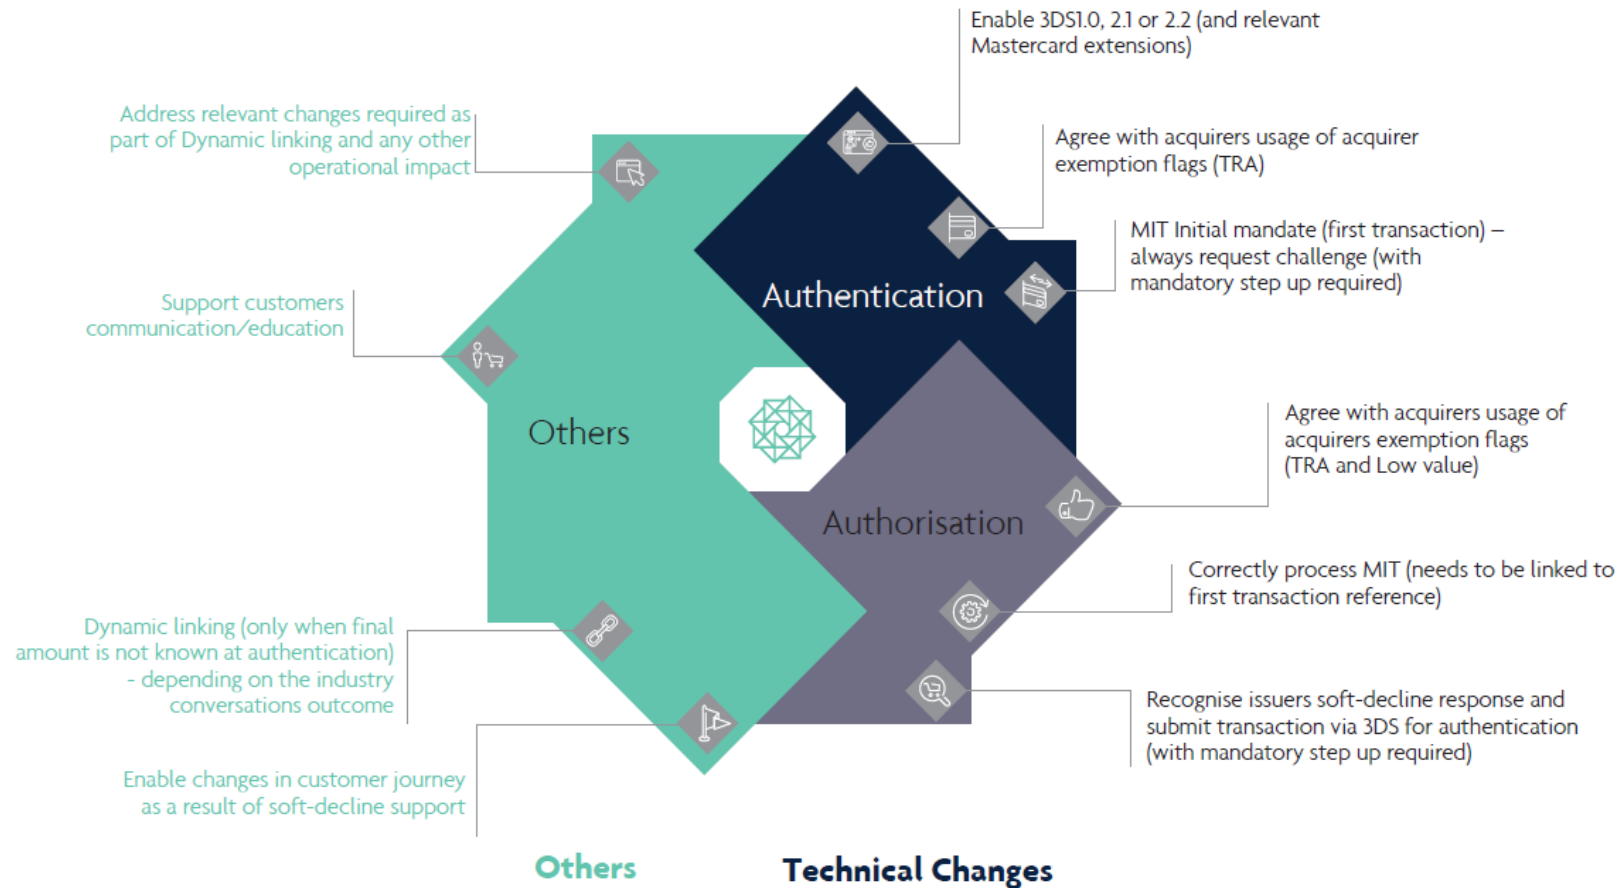 Enable 3DS1.0, 2.1 or 2.2 (and relevant
Mastercard extensions)
Address relevant changes required as
part of Dynamic linking and any other
operational impact
Agree with acquirers usage of acquirer
exemption flags (TRA)
MIT Initial mandate (first transaction) –
always request challenge (with
mandatory step up required)
Authentication
Support customers
communication/education
Others
Agree with acquirers usage of
acquirers exemption flags
(TRA and Low value)
Authorisation
Correctly process MIT (needs to be linked to
first transaction reference)
Dynamic linking (only when final
amount is not known at authentication)
- depending on the industry
conversations outcome
Recognise issuers soft-decline response and
submit transaction via 3DS for authentication
(with mandatory step up required)
Enable changes in customer journey
as a result of soft-decline support
Others
Technical Changes